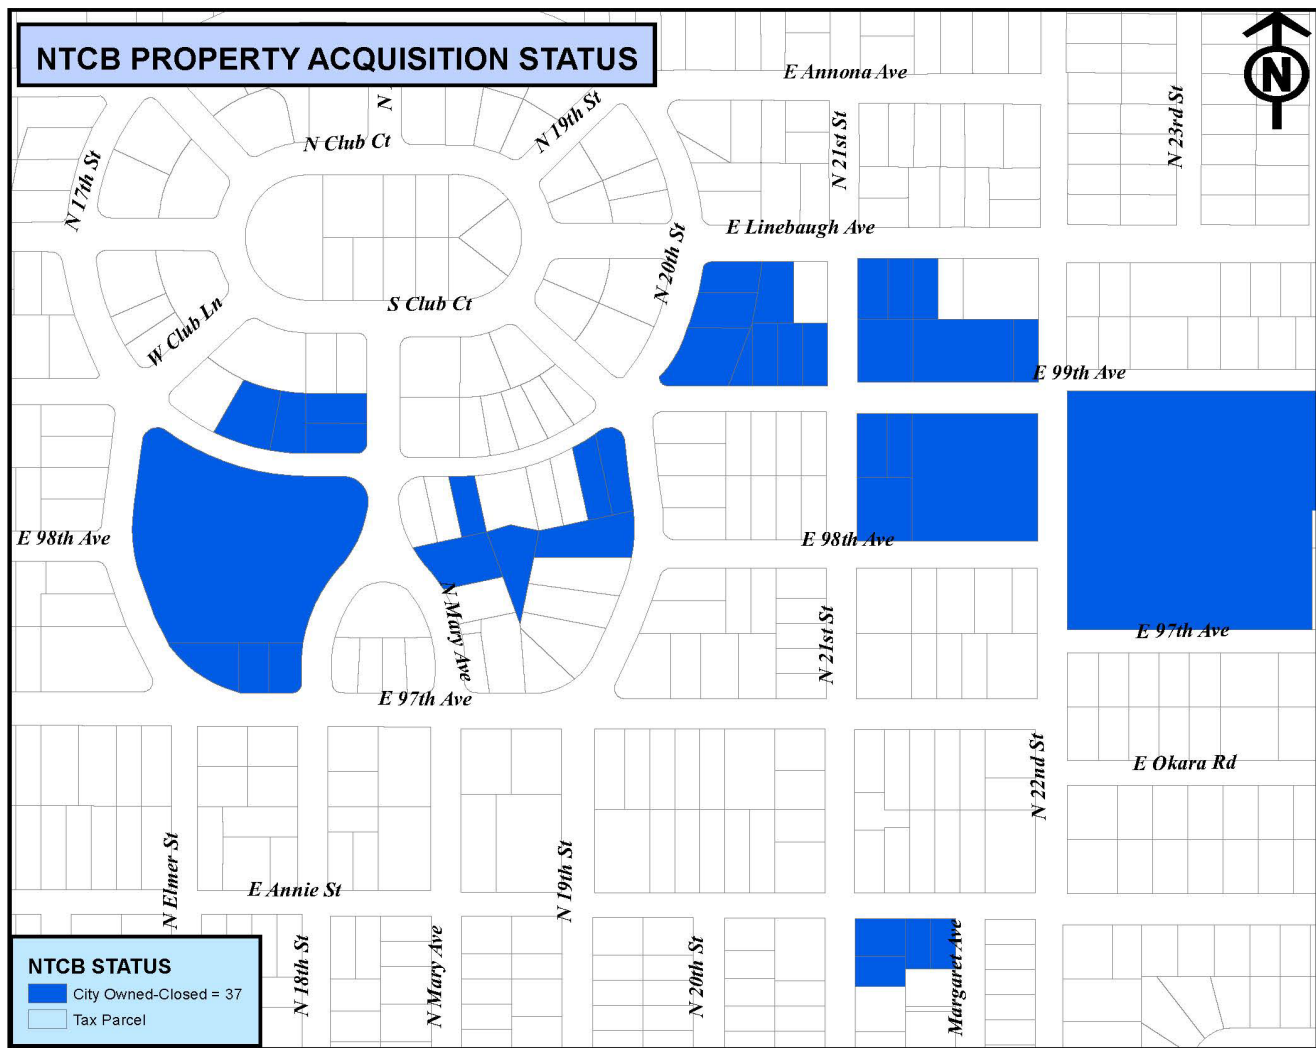 NTCB PROPERTY ACQUISITION STATUS
N
E Annona Ave
N
N 19th St
N Club Ct
N 21st St
N 23rd St
N 17th St
E Linebaugh Ave
N 20th St
S Club Ct
W Club Ln
E 99th Ave
E 98th Ave
E 98th Ave
N Mary Ave
N 21st St
E 97th Ave
E 97th Ave
N 22nd St
E Okara Rd
N Elmer St
E Annie St
N 19th St
N 18th St
N Mary Ave
N 20th St
Margaret Ave
NTCB STATUS
City Owned-Closed = 37
Tax Parcel